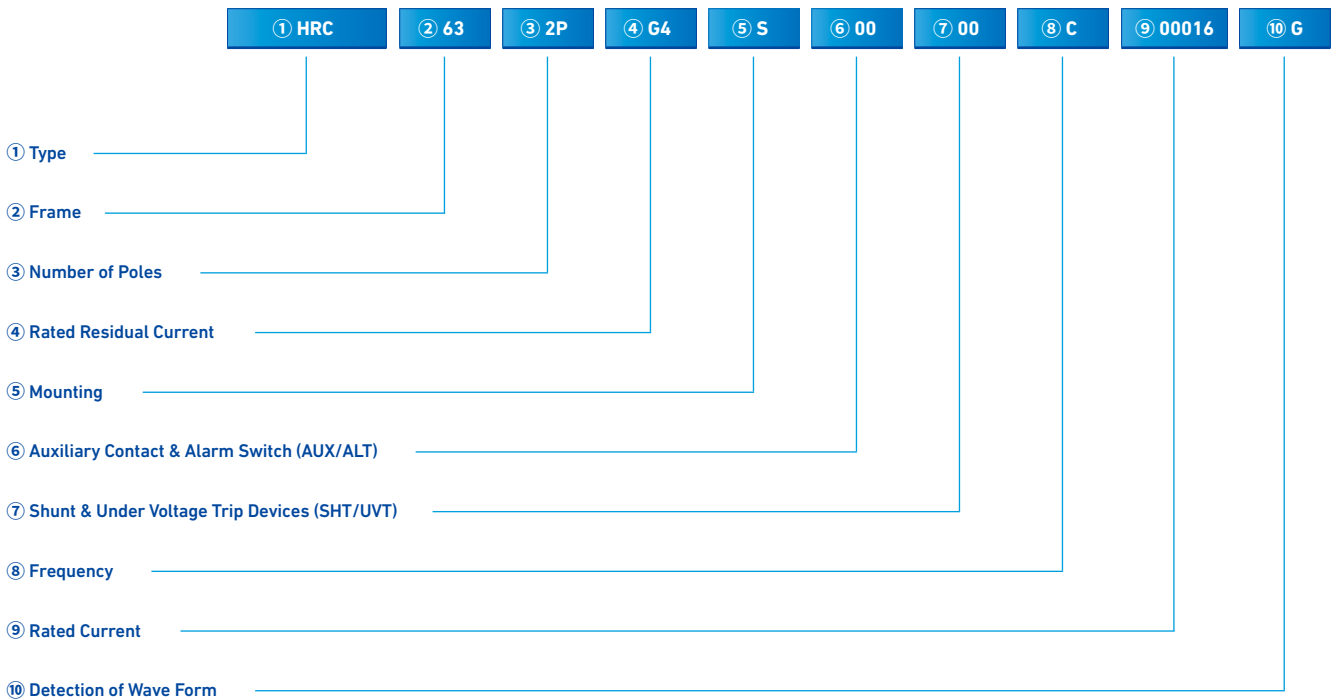 ① HRC ② 63 ③ 2P ④ G4 ⑤ S ⑥ 00 ⑦ 00 ⑧ C ⑨ 00016 ⑩ G
① Type
② Frame
③ Number of Poles
④ Rated Residual Current
⑤ Mounting
⑥ Auxiliary Contact & Alarm Switch (AUX/ALT)
⑦ Shunt & Under Voltage Trip Devices (SHT/UVT)
⑧ Frequency
⑨ Rated Current
⑩ Detection of Wave Form